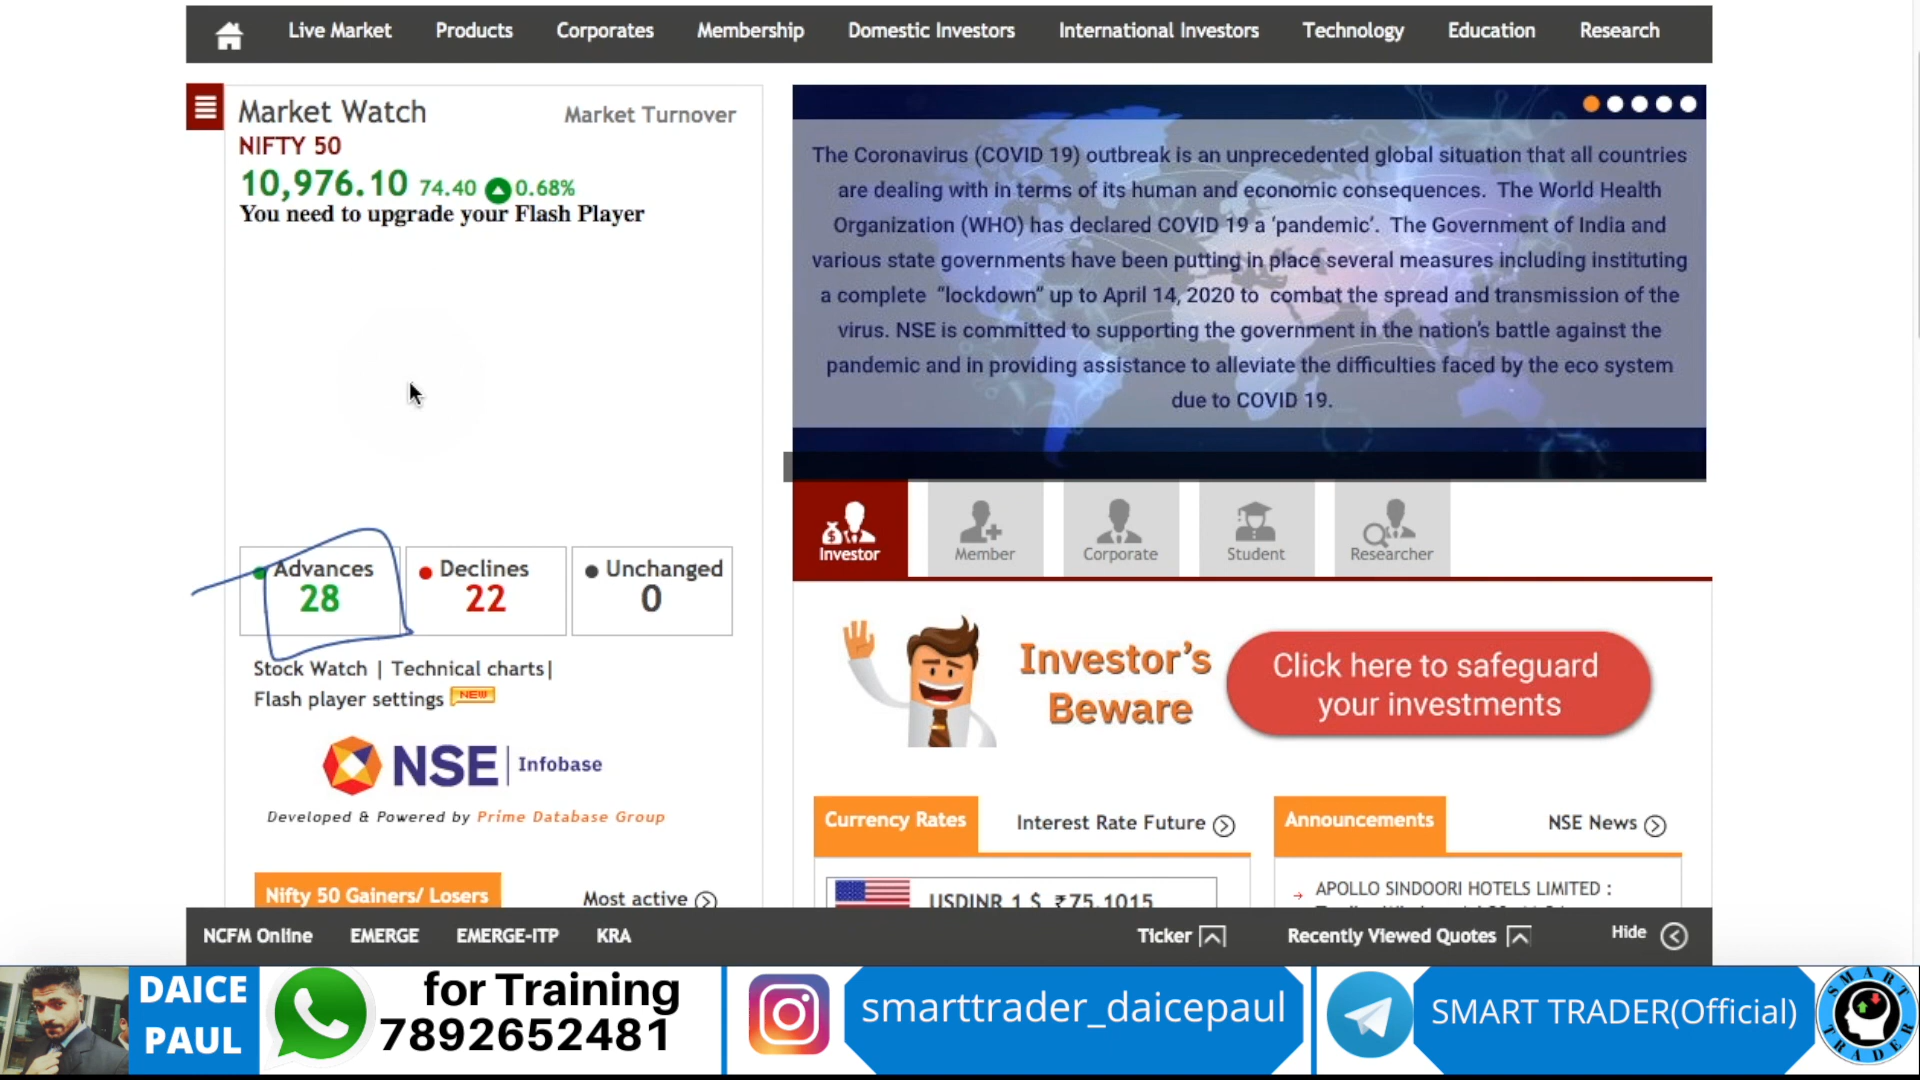 Live Market Products Corporates Membership Domestic Investors International Investors Technology Education Research
Market Watch Market Turnover
NIFTY 50
10,976.10 74.40 0.68%
You need to upgrade your Flash Player
Advances
28
Declines
22
Unchanged
0
Stock Watch | Technical charts|
Flash player settings NEW
NSE Infobase
Developed & Powered by Prime Database Group
Nifty 50 Gainers/ Losers Most active
The Coronavirus (COVID 19) outbreak is an unprecedented global situation that all countries
are dealing with in terms of its human and economic consequences. The World Health
Organization (WHO) has declared COVID 19 a ‘pandemic’. The Government of India and
various state governments have been putting in place several measures including instituting
a complete “lockdown” up to April 14, 2020 to combat the spread and transmission of the
virus. NSE is committed to supporting the government in the nation’s battle against the
pandemic and in providing assistance to alleviate the difficulties faced by the eco system
due to COVID 19.
Investor Member Corporate Student Researcher
Investor's
Beware
Click here to safeguard
your investments
Currency Rates Interest Rate Future
USDINR 1 $ ₹75.1015
Announcements NSE News
APOLLO SINDOORI HOTELS LIMITED :
NCFM Online EMERGE EMERGE-ITP KRA Ticker Recently Viewed Quotes Hide
DAICE
PAUL
for Training
7892652481
smarttrader_daicepaul
SMART TRADER(Official)
SMART
TRADER